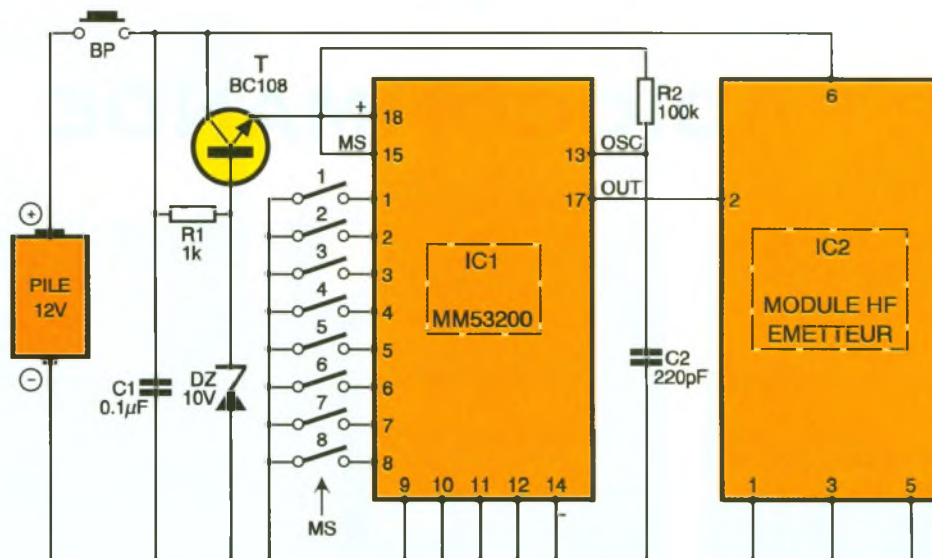 BP
T
BC108
+
18
MS
15
R1
1k
PILE
12V
+
−
C1
0.1µF
DZ
10V
1
2
3
4
5
6
7
8
MS
1
2
3
4
5
6
7
8
IC1
MM53200
9
10
11
12
14
-
13
OSC
17
OUT
R2
100k
C2
220pF
2
6
IC2
MODULE HF
EMETTEUR
1
3
5